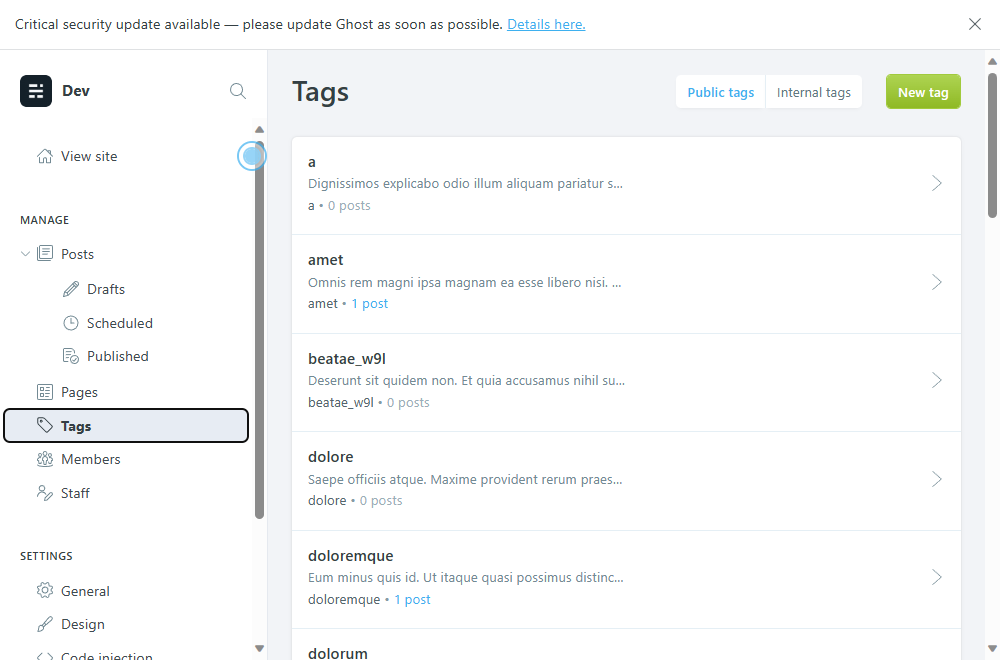 Critical security update available — please update Ghost as soon as possible. Details here.
Dev
View site
MANAGE
Posts
Drafts
Scheduled
Published
Pages
Tags
Members
Staff
SETTINGS
General
Design
Code injection
Tags
Public tags
Internal tags
New tag
a
Dignissimos explicabo odio illum aliquam pariatur s...
a • 0 posts
amet
Omnis rem magni ipsa magnam ea esse libero nisi. ...
amet • 1 post
beatae_w9l
Deserunt sit quidem non. Et quia accusamus nihil su...
beatae_w9l • 0 posts
dolore
Saepe officiis atque. Maxime provident rerum praes...
dolore • 0 posts
doloremque
Eum minus quis id. Ut itaque quasi possimus distinc...
doloremque • 1 post
dolorum